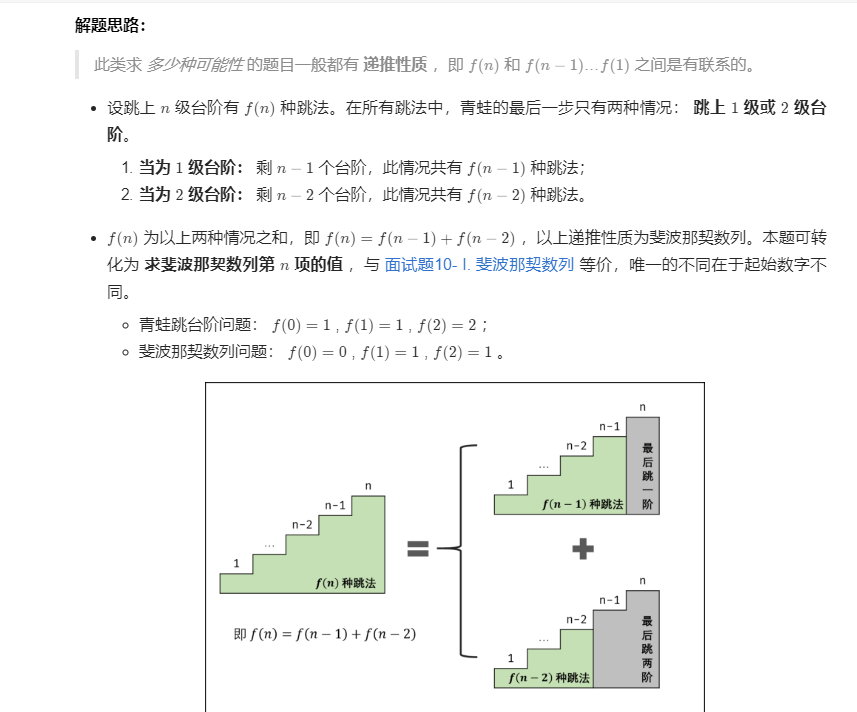 解题思路：
此类求 多少种可能性 的题目一般都有 递推性质 ，即 f(n) 和 f(n − 1)…f(1) 之间是有联系的。
• 设跳上 n 级台阶有 f(n) 种跳法。在所有跳法中，青蛙的最后一步只有两种情况： 跳上 1 级或 2 级台
阶。
1. 当为 1 级台阶： 剩 n − 1 个台阶，此情况共有 f(n − 1) 种跳法；
2. 当为 2 级台阶： 剩 n − 2 个台阶，此情况共有 f(n − 2) 种跳法。
• f(n) 为以上两种情况之和，即 f(n) = f(n − 1) + f(n − 2) ，以上递推性质为斐波那契数列。本题可转
化为 求斐波那契数列第 n 项的值 ，与 面试题10- I. 斐波那契数列 等价，唯一的不同在于起始数字不
同。
○ 青蛙跳台阶问题： f(0) = 1 , f(1) = 1 , f(2) = 2 ；
○ 斐波那契数列问题： f(0) = 0 , f(1) = 1 , f(2) = 1 。
1
…
n-2
n-1
n
f(n) 种跳法
即 f(n) = f(n − 1) + f(n − 2)
=
1
…
n-2
n-1
n
f(n − 1) 种跳法
最后跳一阶
+
1
…
n-2
n-1
n
f(n − 2) 种跳法
最后跳两阶